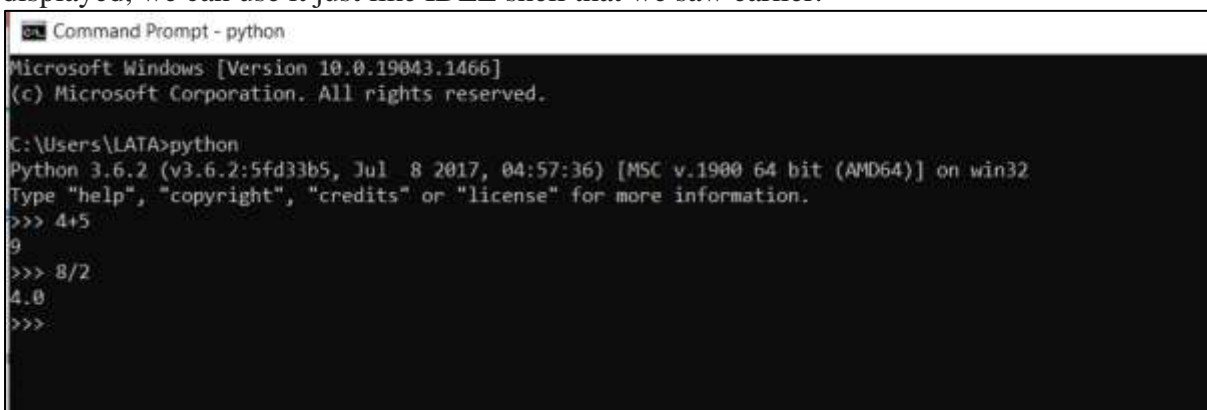 displayed, we can use it just like IDLE shell that we saw earlier.
Command Prompt - python
Microsoft Windows [Version 10.0.19043.1466]
(c) Microsoft Corporation. All rights reserved.
C:\Users\LATA>python
Python 3.6.2 (v3.6.2:5fd33b5, Jul  8 2017, 04:57:36) [MSC v.1900 64 bit (AMD64)] on win32
Type "help", "copyright", "credits" or "license" for more information.
>>> 4+5
9
>>> 8/2
4.0
>>>